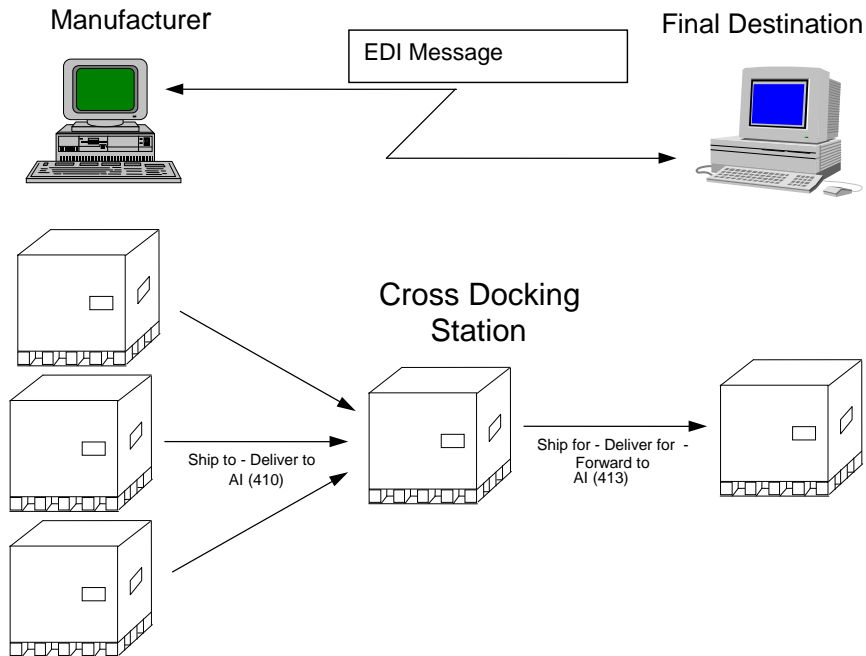 Manufacturer
EDI Message
Final Destination
Cross Docking
Station
Ship to - Deliver to
AI (410)
Ship for - Deliver for -
Forward to
AI (413)